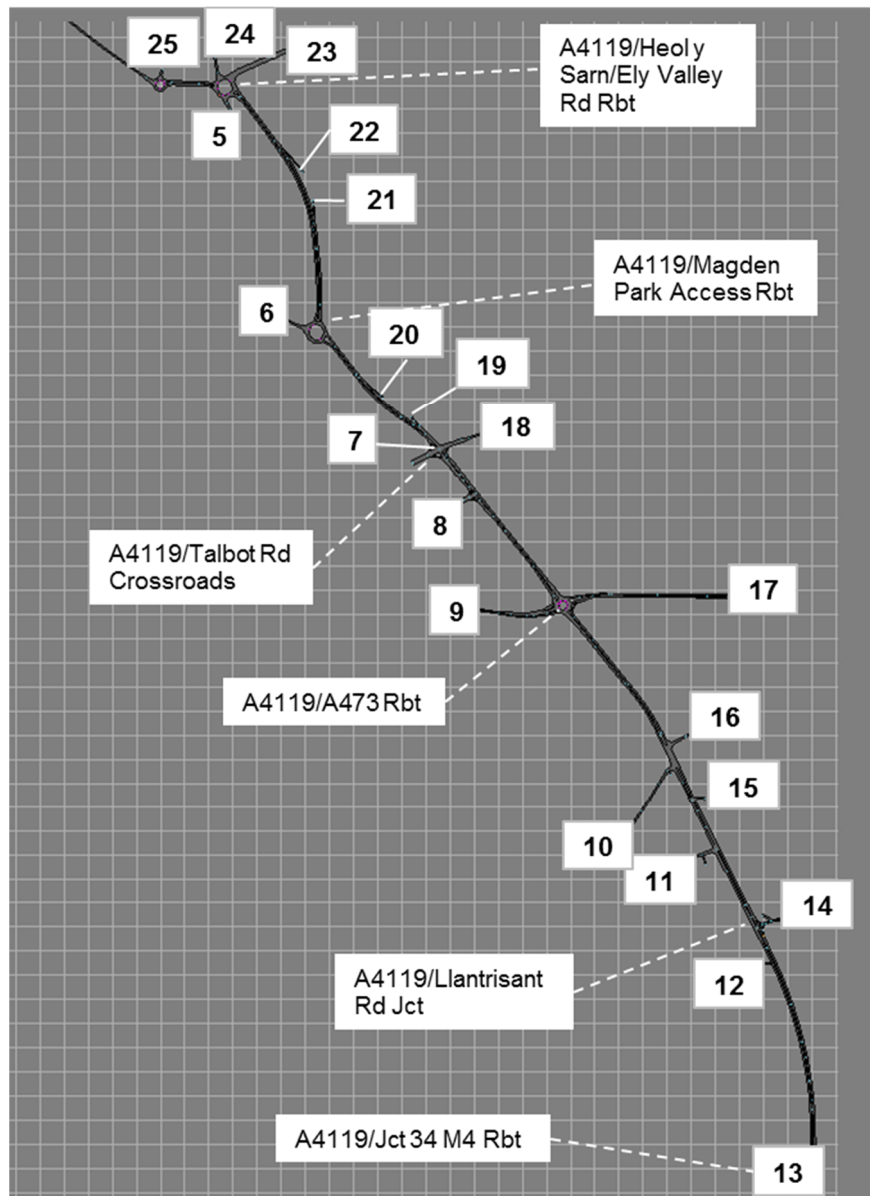 25
24
23
A4119/Heol y
Sarn/Ely Valley
Rd Rbt
5
22
21
A4119/Magden
Park Access Rbt
6
20
19
7
18
8
A4119/Talbot Rd
Crossroads
9
17
A4119/A473 Rbt
16
15
10
11
14
A4119/Llantrisant
Rd Jct
12
A4119/Jct 34 M4 Rbt
13